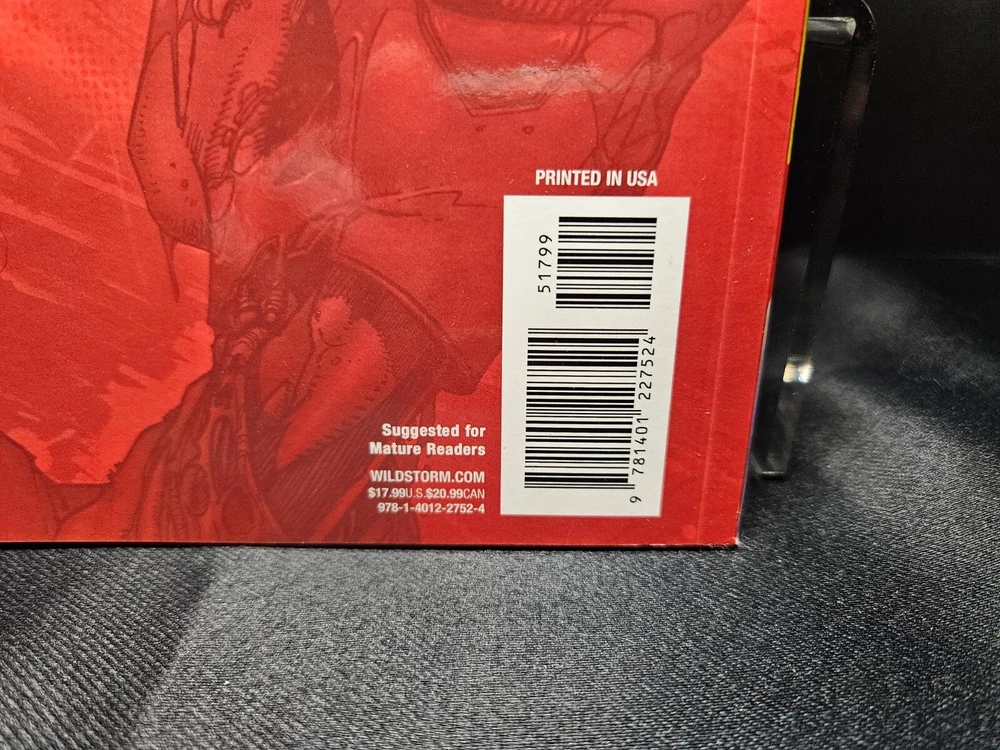 PRINTED IN USA
51799
9 781401 227524
Suggested for
Mature Readers
WILDSTORM.COM
$17.99U.S.$20.99CAN
978-1-4012-2752-4